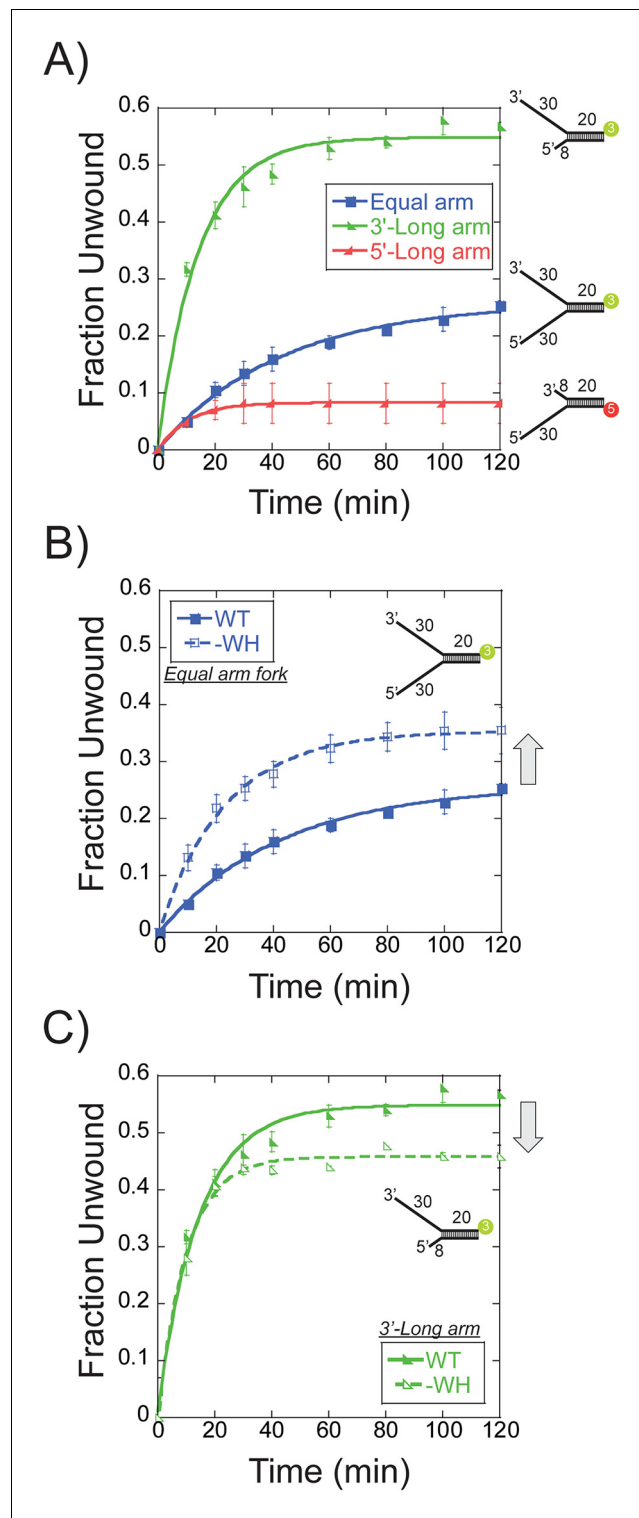 A)
0.6
0.5
0.4
0.3
0.2
0.1
0
Fraction Unwound
Equal arm
3'-Long arm
5'-Long arm
0 20 40 60 80 100 120
Time (min)
3' 30 20 3
5' 8
3' 30 20 3
5' 30
3' 8 20
5' 30 5
B)
0.6
0.5
0.4
0.3
0.2
0.1
0
Fraction Unwound
WT
-WH
Equal arm fork
3' 30 20 3
5' 30
0 20 40 60 80 100 120
Time (min)
C)
0.6
0.5
0.4
0.3
0.2
0.1
0
Fraction Unwound
3' 30 20 3
5' 8
3'-Long arm
WT
-WH
0 20 40 60 80 100 120
Time (min)